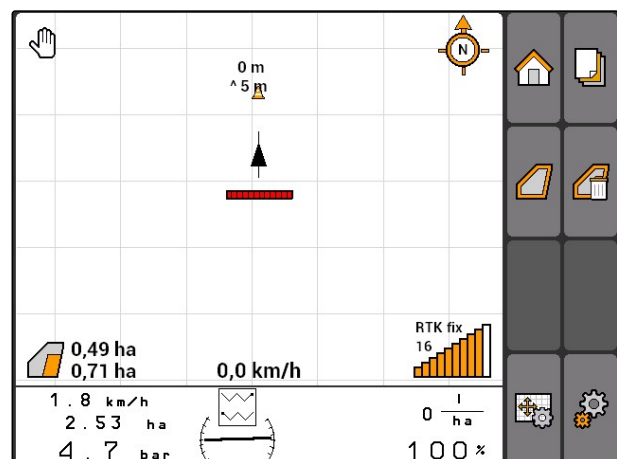 N
0 m
^ 5 m
RTK fix
16
0,49 ha
0,71 ha
0,0 km/h
1.8 km/h
2.53 ha
4.7 bar
0 l/ha
100 %